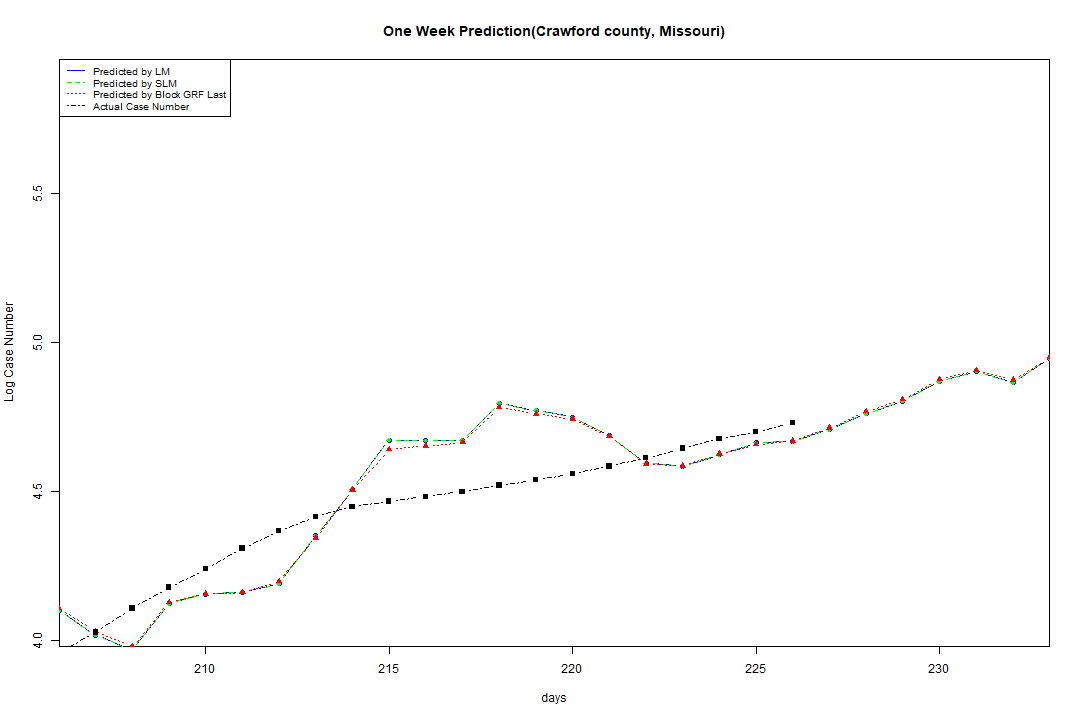 One Week Prediction(Crawford county, Missouri)
Predicted by LM
Predicted by SLM
Predicted by Block GRF Last
Actual Case Number
5.5
5.0
4.5
4.0
Log Case Number
210 215 220 225 230
days